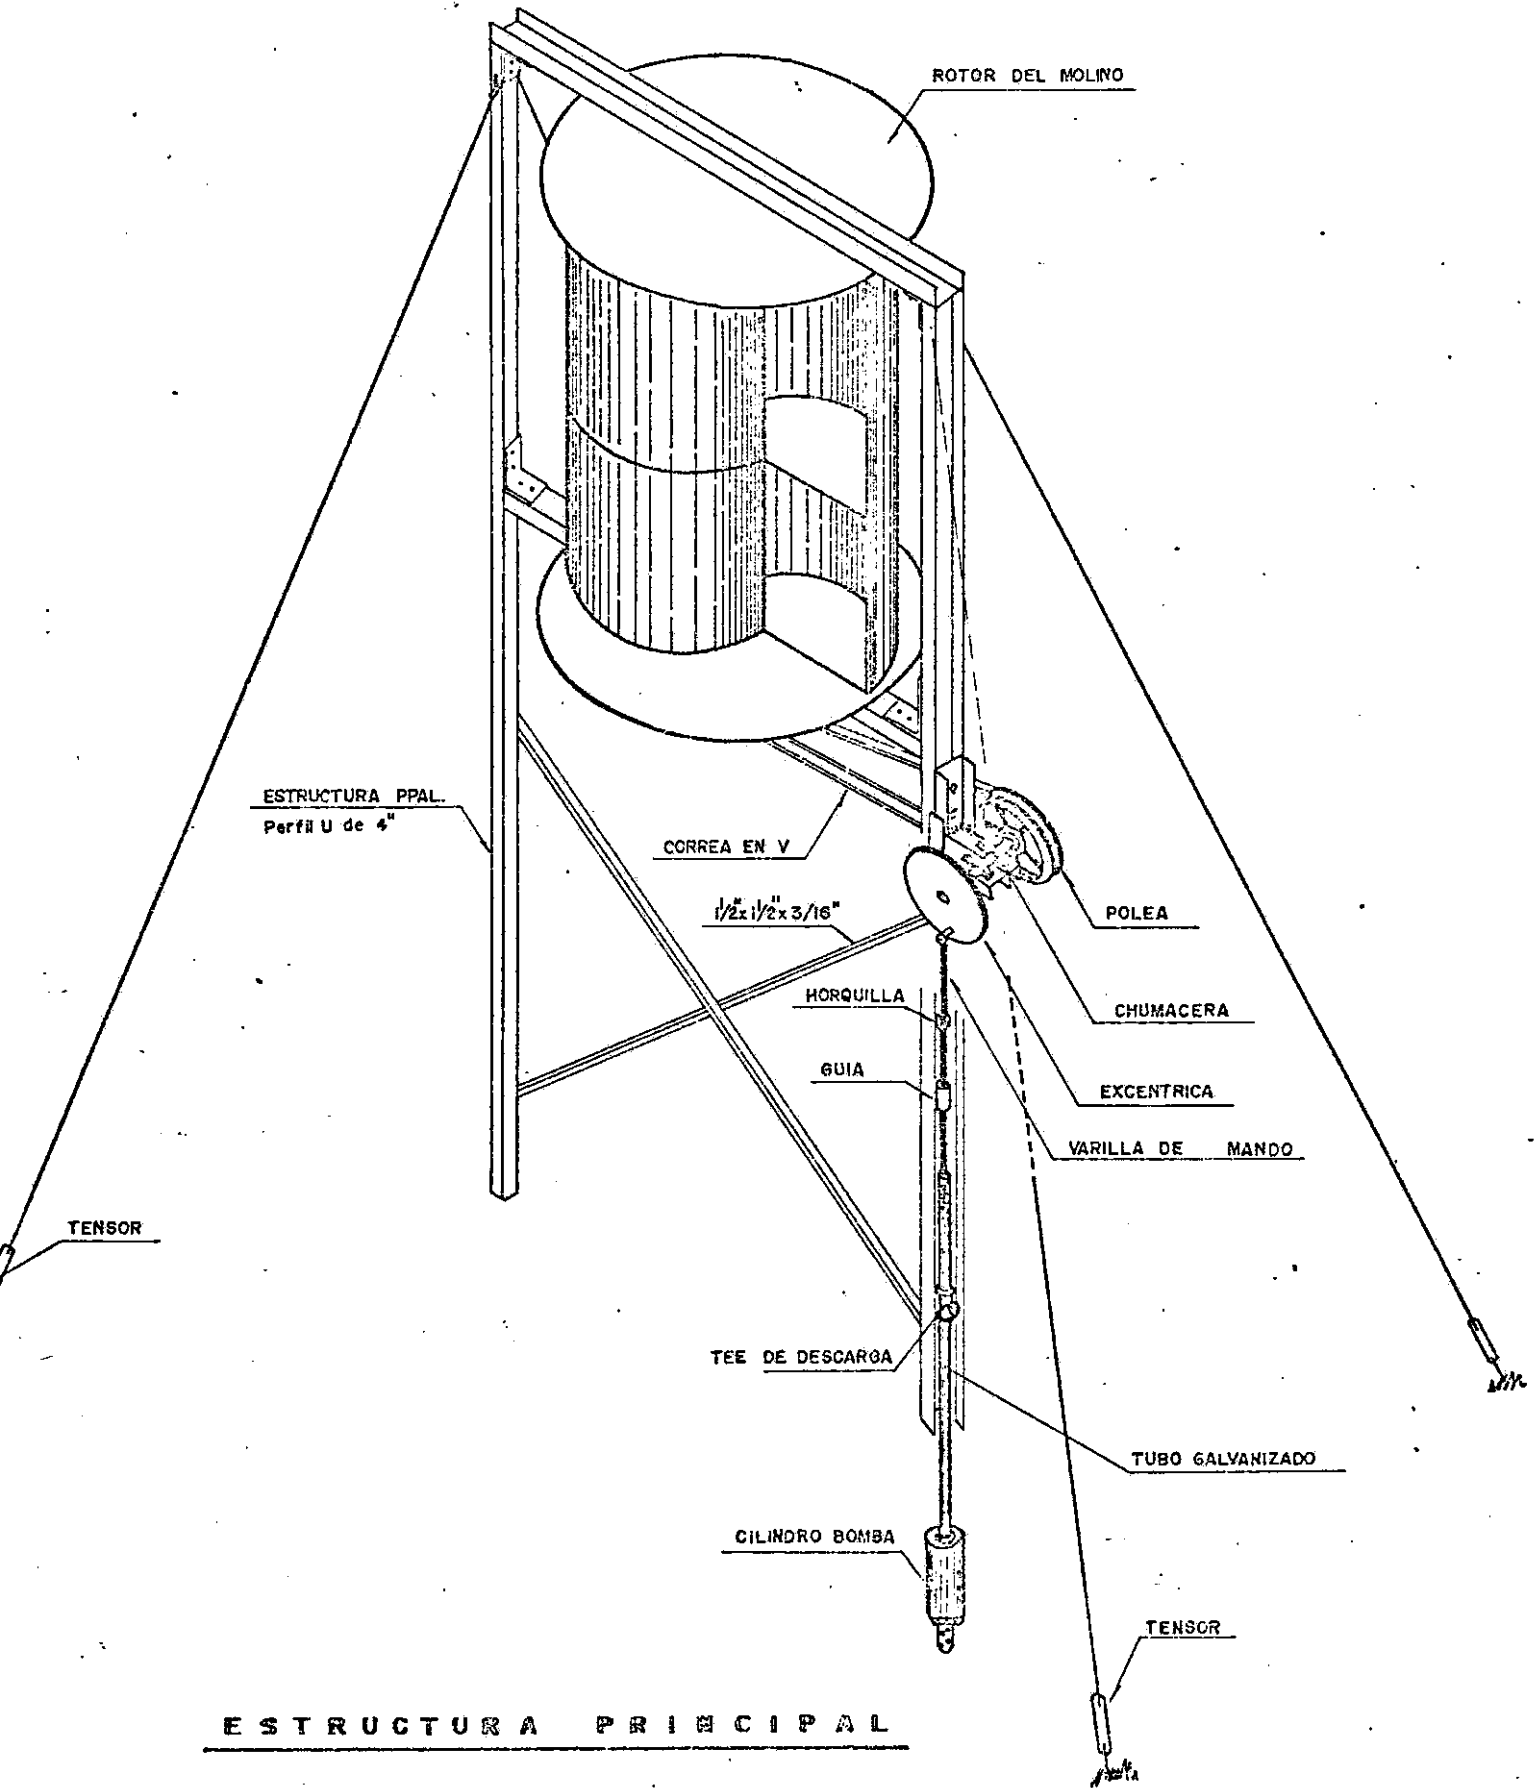 ROTOR DEL MOLINO
ESTRUCTURA PPAL.
Perfil U de 4"
CORREA EN V
1/2"x 1/2"x 3/16"
POLEA
HORQUILLA
CHUMACERA
GUIA
EXCENTRICA
VARILLA DE MANDO
TENSOR
TEE DE DESCARGA
TUBO GALVANIZADO
CILINDRO BOMBA
TENSOR
ESTRUCTURA PRINCIPAL